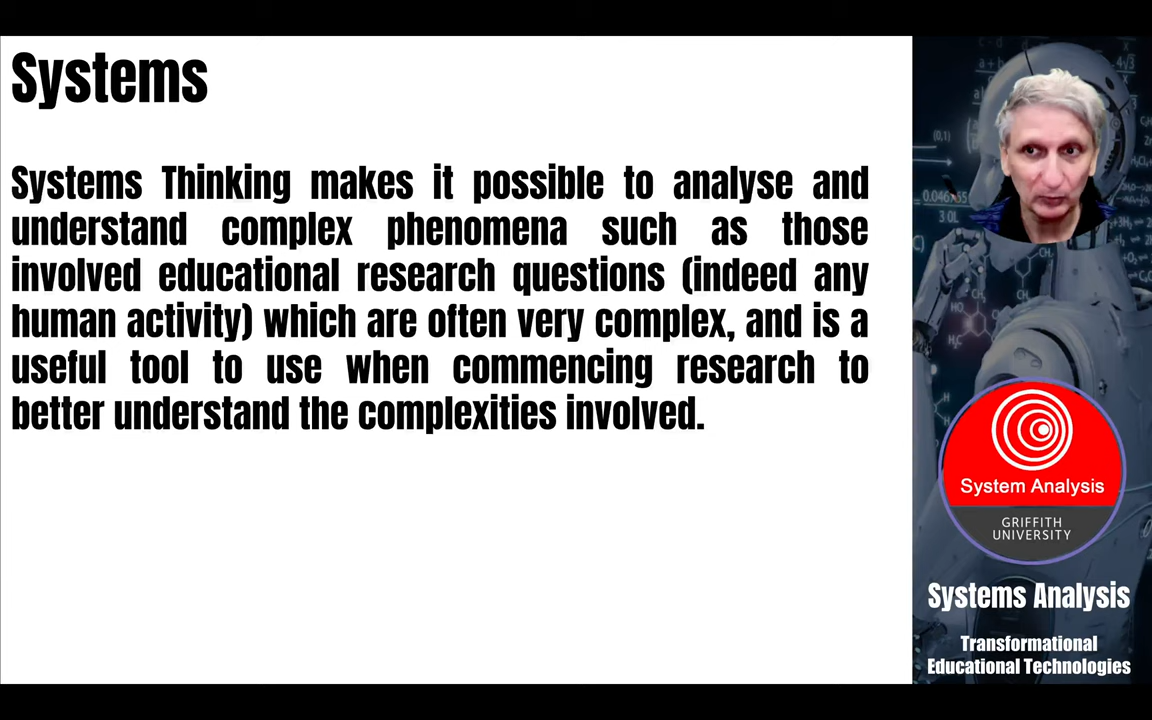 Systems
Systems Thinking makes it possible to analyse and
understand complex phenomena such as those
involved educational research questions (indeed any
human activity) which are often very complex, and is a
useful tool to use when commencing research to
better understand the complexities involved.
System Analysis
GRIFFITH
UNIVERSITY
Systems Analysis
Transformational
Educational Technologies